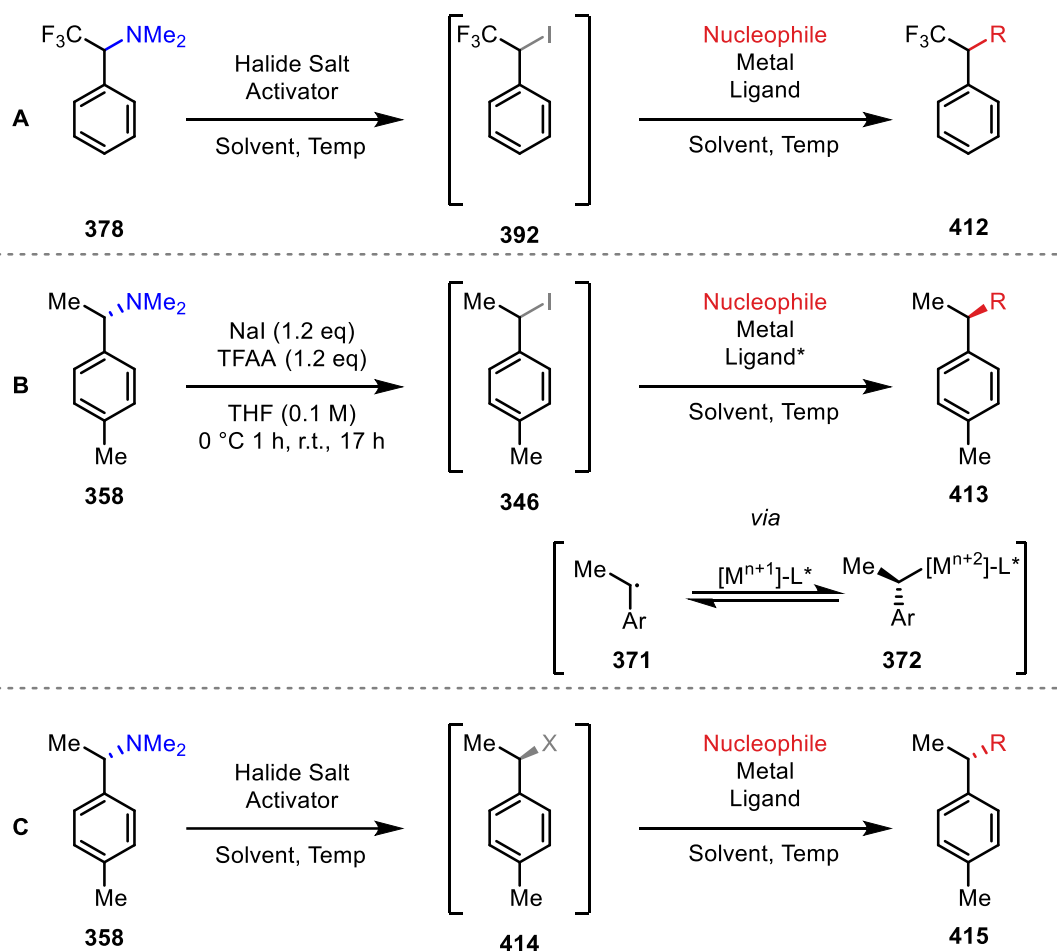 A
F₃C NMe₂
378
Halide Salt
Activator
Solvent, Temp
F₃C I
392
Nucleophile
Metal
Ligand
Solvent, Temp
F₃C R
412
B
Me NMe₂
Me
358
NaI (1.2 eq)
TFAA (1.2 eq)
THF (0.1 M)
0 °C 1 h, r.t., 17 h
Me I
Me
346
Nucleophile
Metal
Ligand*
Solvent, Temp
Me R
Me
413
via
Me ·
Ar
371
[Mⁿ⁺¹]-L*
Me [Mⁿ⁺²]-L*
Ar
372
C
Me NMe₂
Me
358
Halide Salt
Activator
Solvent, Temp
Me X
Me
414
Nucleophile
Metal
Ligand
Solvent, Temp
Me R
Me
415